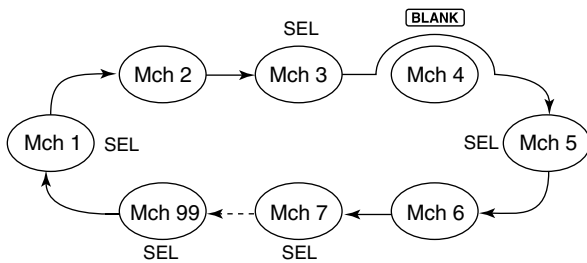 BLANK
SEL
Mch 2
Mch 3
Mch 4
Mch 1
SEL
SEL
Mch 5
Mch 99
Mch 7
Mch 6
SEL
SEL